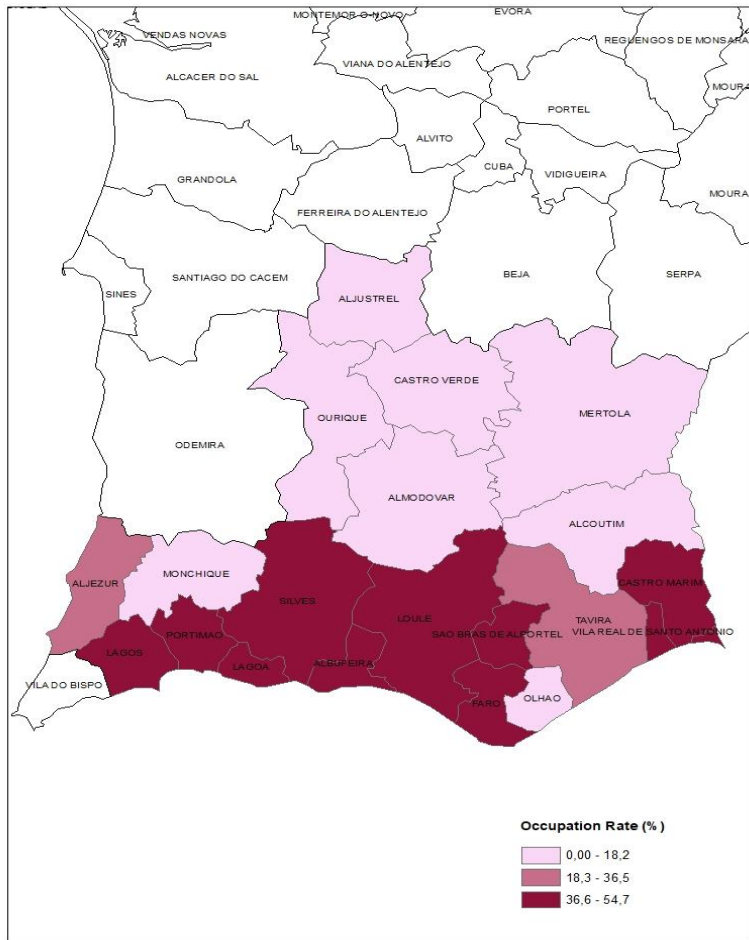 MONTEMOR-O-NOVO
EVORA
VENDAS NOVAS
REGUENGOS DE MONSARA
VIANA DO ALENTEJO
ALCACER DO SAL
MOURA
PORTEL
ALVITO
CUBA
VIDIGUEIRA
GRANDOLA
MOURA
FERREIRA DO ALENTEJO
SANTIAGO DO CACEM
BEJA
SERPA
SINES
ALJUSTREL
CASTRO VERDE
OURIQUE
MERTOLA
ODEMIRA
ALMODOVAR
ALCOUTIM
MONCHIQUE
ALJEZUR
CASTRO MARIM
SILVES
LOULE
TAVIRA
PORTIMAO
SAO BRAS DE ALPORTEL
VILA REAL DE SANTO ANTONIO
LAGOS
LAGOA
ALBUFEIRA
VILA DO BISPO
OLHAO
FARO
Occupation Rate (%)
0,00 - 18,2
18,3 - 36,5
36,6 - 54,7